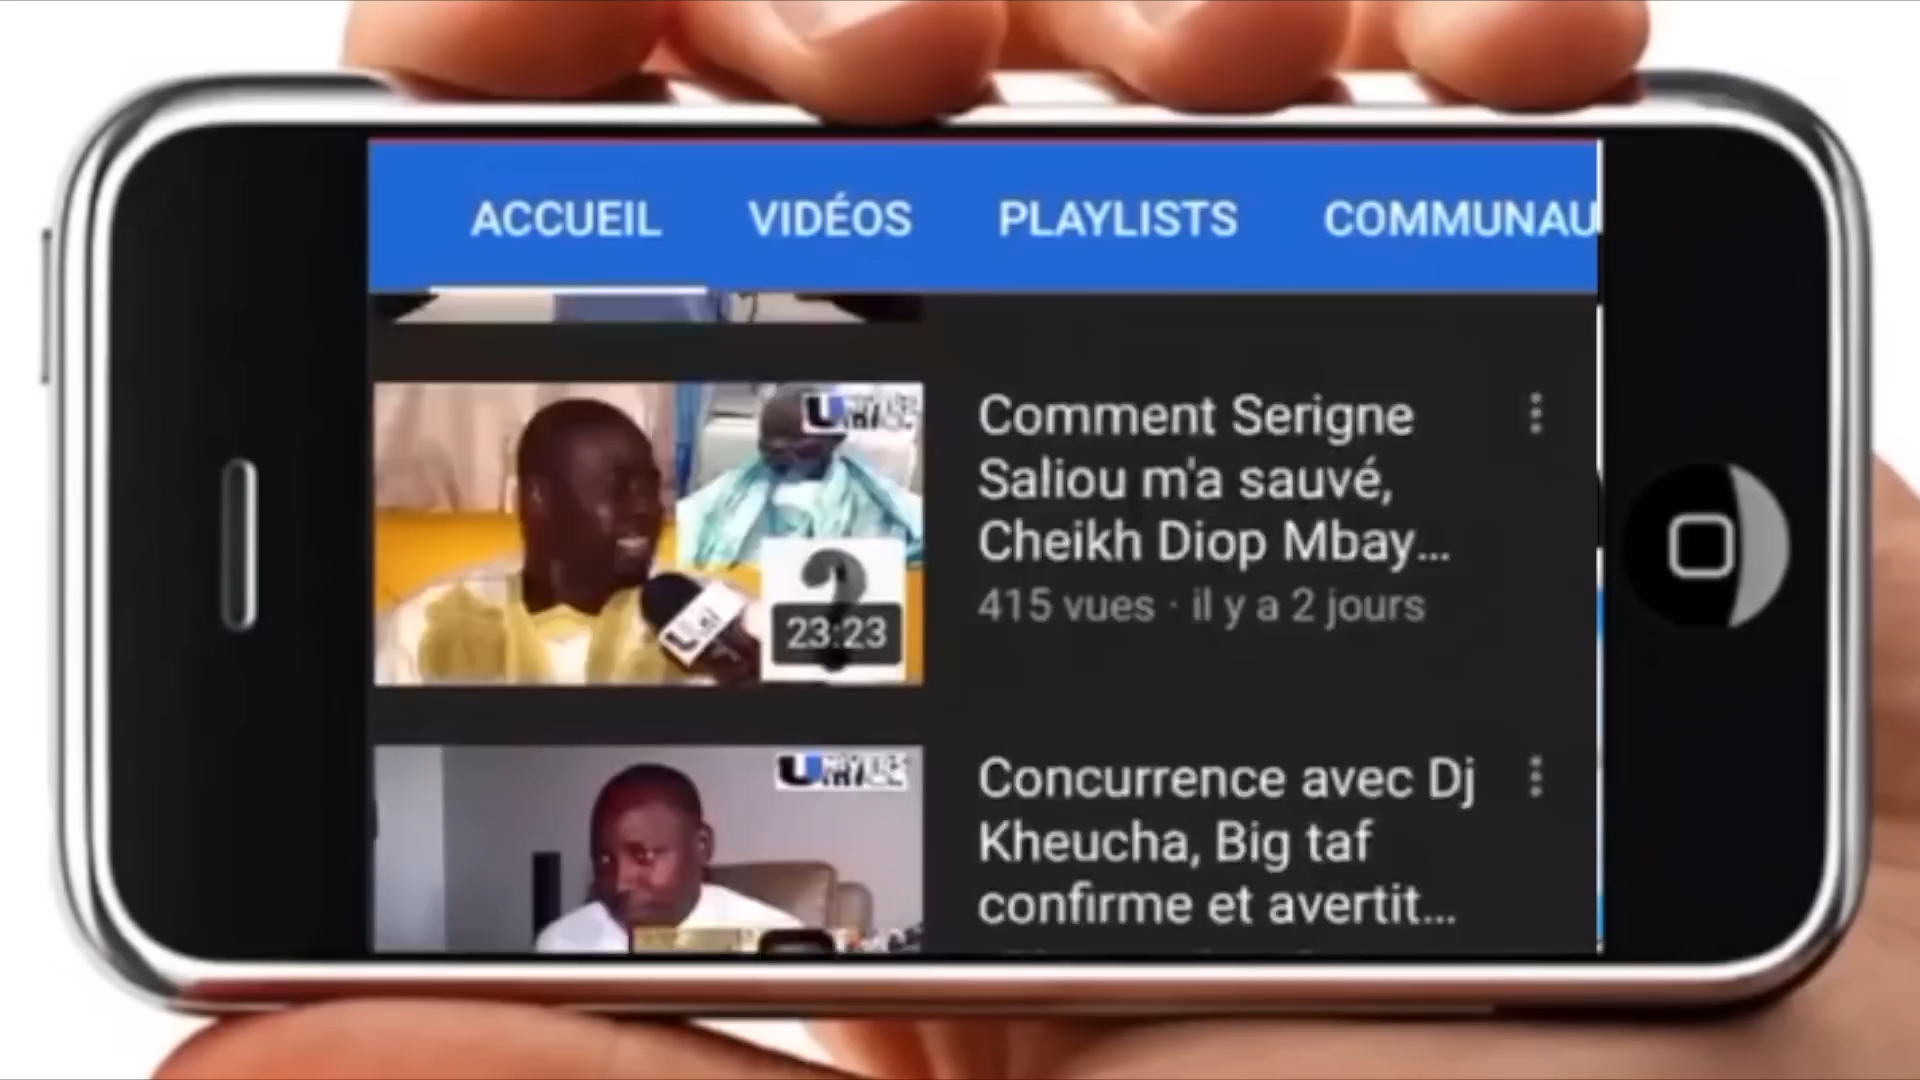 ACCUEIL VIDÉOS PLAYLISTS COMMUNAU
Comment Serigne
Saliou m'a sauvé,
Cheikh Diop Mbay...
415 vues · il y a 2 jours
?
23:23
Concurrence avec Dj
Kheucha, Big taf
confirme et avertit...